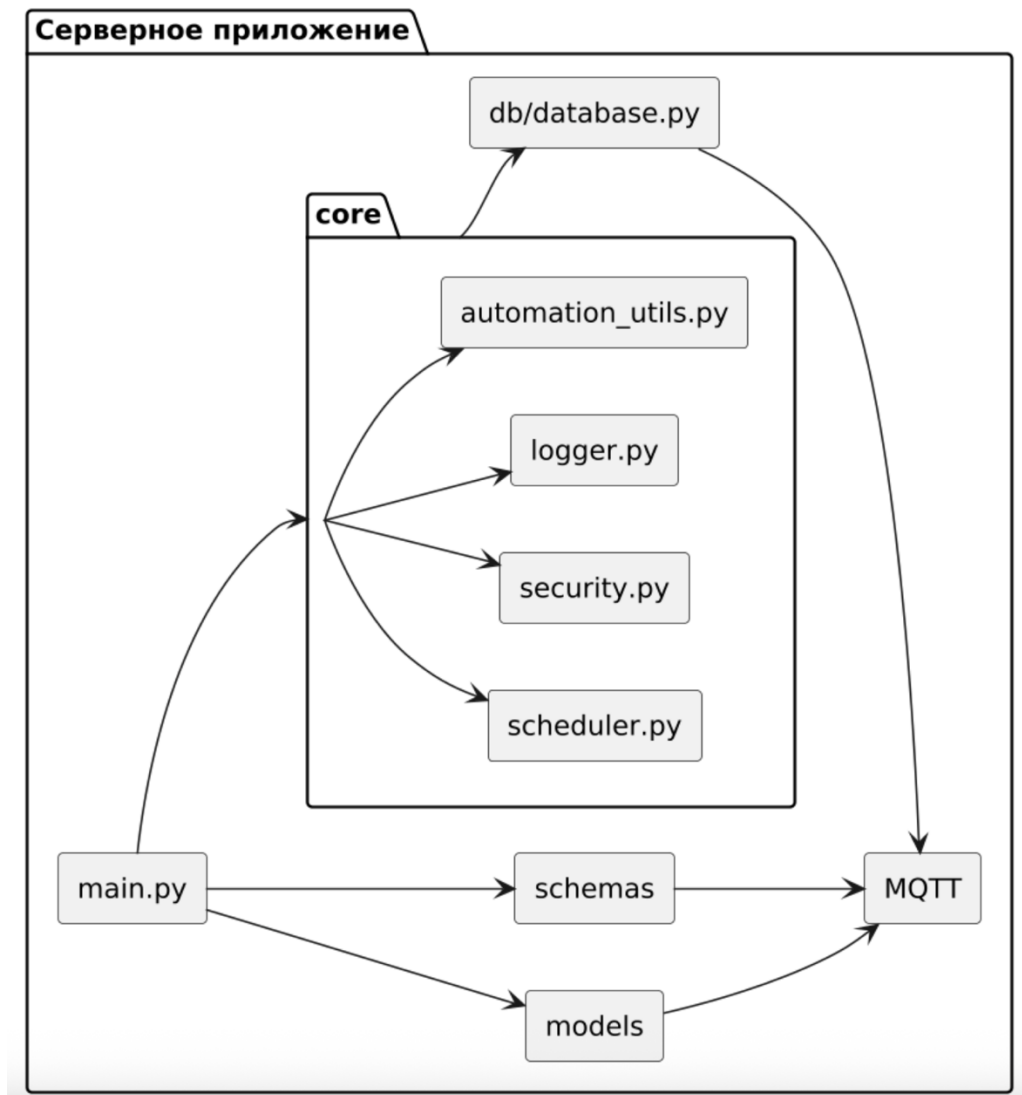 Серверное приложение
db/database.py
core
automation_utils.py
logger.py
security.py
scheduler.py
main.py
schemas
MQTT
models